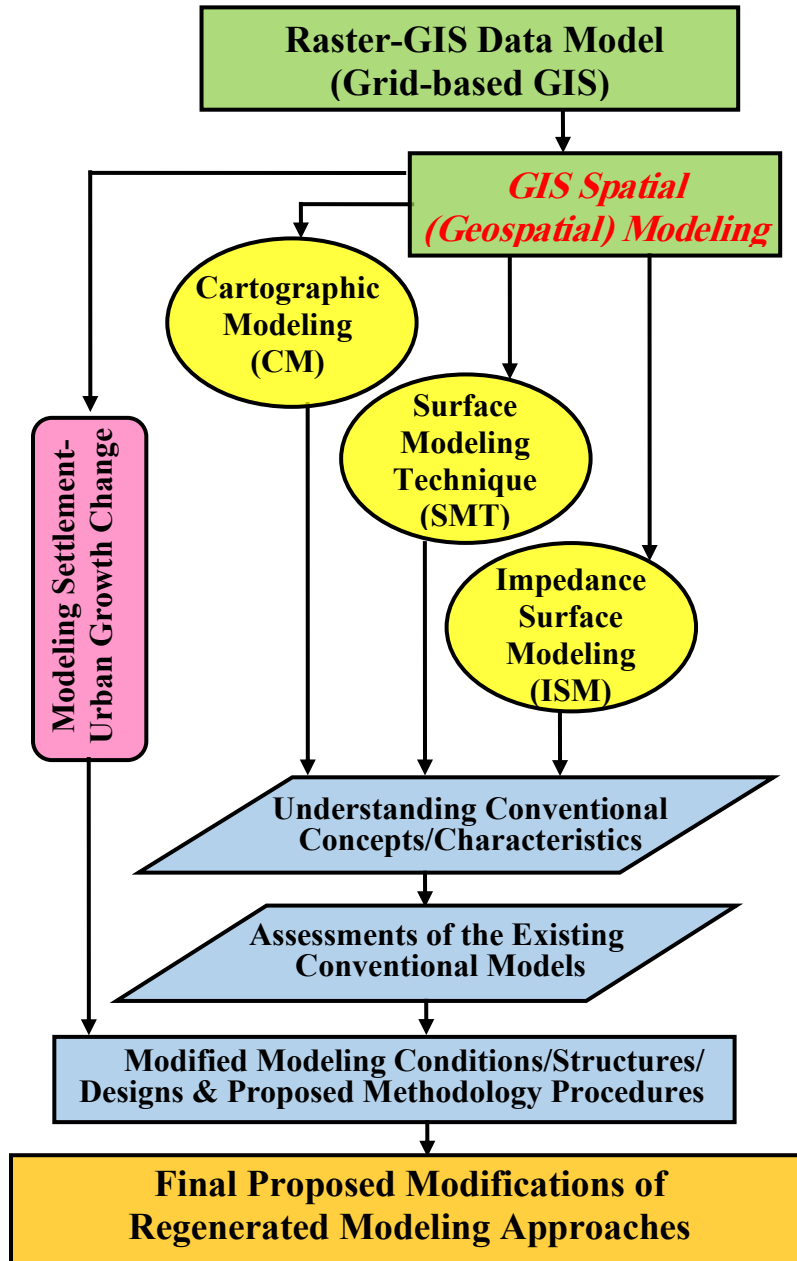 Raster-GIS Data Model
(Grid-based GIS)
GIS Spatial
(Geospatial) Modeling
Cartographic
Modeling
(CM)
Surface
Modeling
Technique
(SMT)
Impedance
Surface
Modeling
(ISM)
Modeling Settlement-
Urban Growth Change
Understanding Conventional
Concepts/Characteristics
Assessments of the Existing
Conventional Models
Modified Modeling Conditions/Structures/
Designs & Proposed Methodology Procedures
Final Proposed Modifications of
Regenerated Modeling Approaches